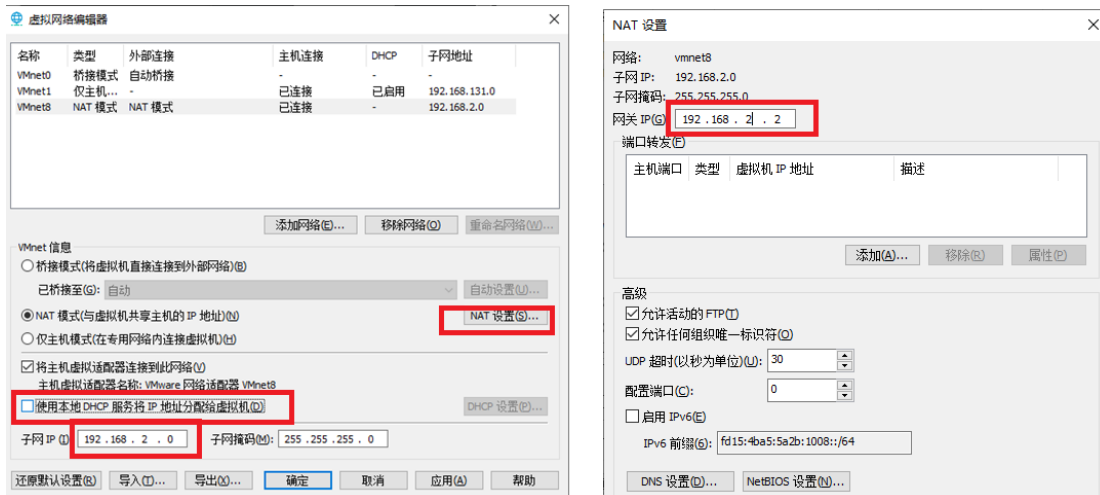 虚拟网络编辑器
名称 类型 外部连接 主机连接 DHCP 子网地址
VMnet0 桥接模式 自动桥接 - - -
VMnet1 仅主机... - 已连接 已启用 192.168.131.0
VMnet8 NAT 模式 NAT 模式 已连接 - 192.168.2.0
添加网络(E)... 移除网络(O) 重命名网络(W)...
VMnet 信息
桥接模式(将虚拟机直接连接到外部网络)(B)
已桥接至(G): 自动 自动设置(U)...
NAT 模式(与虚拟机共享主机的 IP 地址)(N) NAT 设置(S)...
仅主机模式(在专用网络内连接虚拟机)(H)
将主机虚拟适配器连接到此网络(V)
主机虚拟适配器名称: VMware 网络适配器 VMnet8
使用本地 DHCP 服务将 IP 地址分配给虚拟机(D) DHCP 设置(P)...
子网 IP (I): 192 . 168 . 2 . 0 子网掩码(M): 255 . 255 . 255 . 0
还原默认设置(R) 导入(T)... 导出(X)... 确定 取消 应用(A) 帮助
NAT 设置
网络: vmnet8
子网 IP: 192.168.2.0
子网掩码: 255.255.255.0
网关 IP(G) 192 . 168 . 2 . 2
端口转发(F)
主机端口 类型 虚拟机 IP 地址 描述
添加(A)... 移除(R) 属性(P)
高级
允许活动的 FTP(T)
允许任何组织唯一标识符(O)
UDP 超时(以秒为单位)(U): 30
配置端口(C): 0
启用 IPv6(E)
IPv6 前缀(6): fd15:4ba5:5a2b:1008::/64
DNS 设置(D)... NetBIOS 设置(N)...